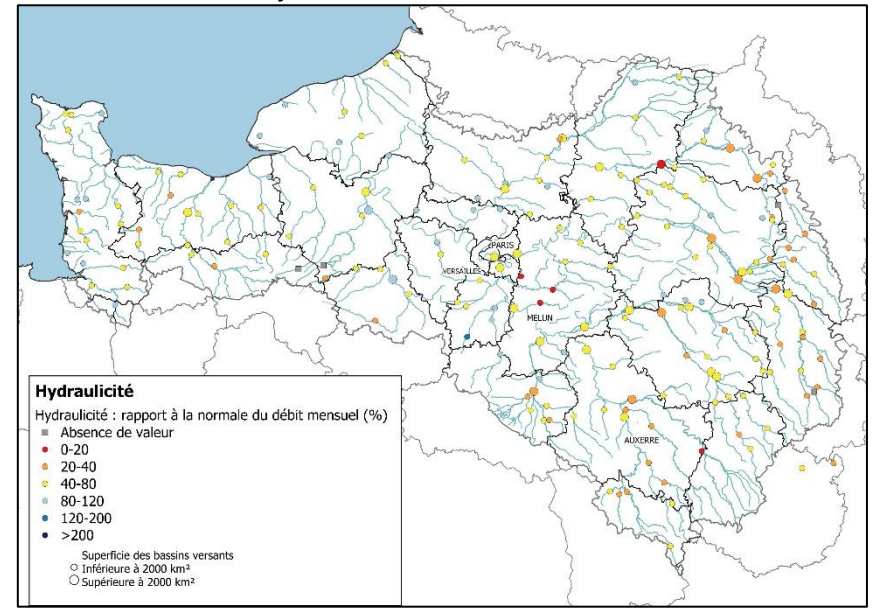 PARIS
VERSAILLES
MELUN
AUXERRE
Hydraulicité
Hydraulicité : rapport à la normale du débit mensuel (%)
Absence de valeur
0-20
20-40
40-80
80-120
120-200
>200
Superficie des bassins versants
Inférieure à 2000 km²
Supérieure à 2000 km²